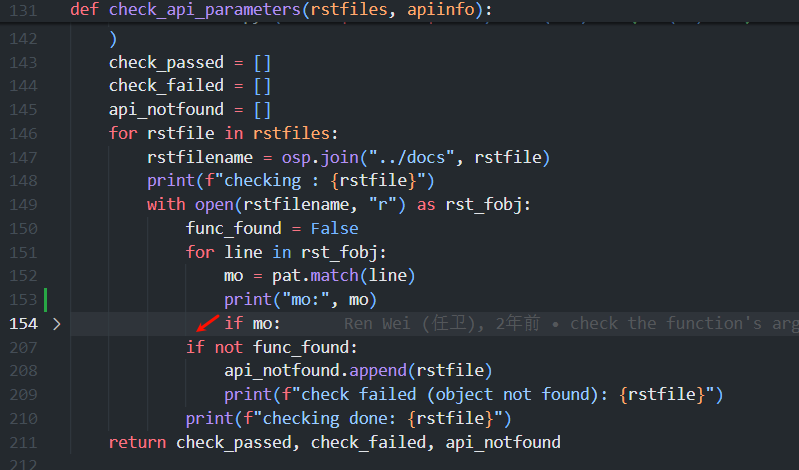 131 def check_api_parameters(rstfiles, apiinfo):
142 )
143 check_passed = []
144 check_failed = []
145 api_notfound = []
146 for rstfile in rstfiles:
147 rstfilename = osp.join("../docs", rstfile)
148 print(f"checking : {rstfile}")
149 with open(rstfilename, "r") as rst_fobj:
150 func_found = False
151 for line in rst_fobj:
152 mo = pat.match(line)
153 print("mo:", mo)
154 if mo: Ren Wei (任卫), 2年前 • check the function's arg
207 if not func_found:
208 api_notfound.append(rstfile)
209 print(f"check failed (object not found): {rstfile}")
210 print(f"checking done: {rstfile}")
211 return check_passed, check_failed, api_notfound
212